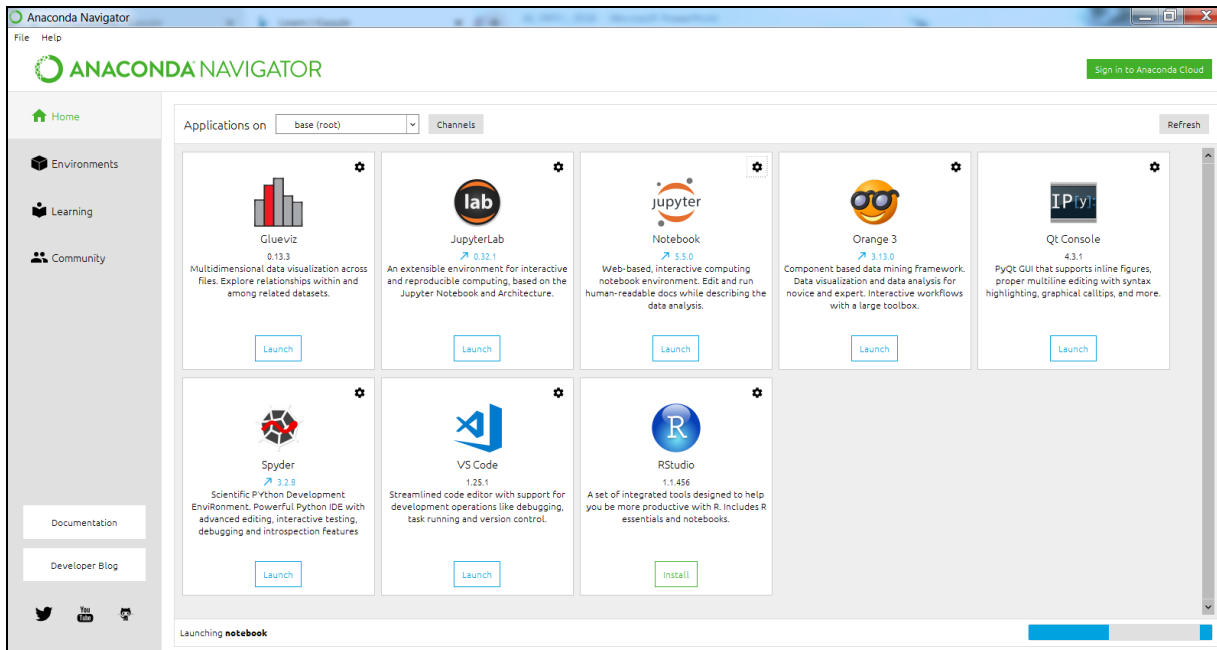 Anaconda Navigator
File Help
ANACONDA NAVIGATOR
Sign in to Anaconda Cloud
Home
Environments
Learning
Community
Documentation
Developer Blog
You
Tube
Applications on base (root) Channels Refresh
Glueviz
0.13.3
Multidimensional data visualization across
files. Explore relationships within and
among related datasets.
Launch
lab
JupyterLab
0.32.1
An extensible environment for interactive
and reproducible computing, based on the
Jupyter Notebook and Architecture.
Launch
jupyter
Notebook
5.5.0
Web-based, interactive computing
notebook environment. Edit and run
human-readable docs while describing the
data analysis.
Launch
Orange 3
3.13.0
Component based data mining framework.
Data visualization and data analysis for
novice and expert. Interactive workflows
with a large toolbox.
Launch
IP[y]:
Qt Console
4.3.1
PyQt GUI that supports inline figures,
proper multiline editing with syntax
highlighting, graphical calltips, and more.
Launch
Spyder
3.2.8
Scientific PYthon Development
EnviRonment. Powerful Python IDE with
advanced editing, interactive testing,
debugging and introspection features
Launch
VS Code
1.25.1
Streamlined code editor with support for
development operations like debugging,
task running and version control.
Launch
R
RStudio
1.1.456
A set of integrated tools designed to help
you be more productive with R. Includes R
essentials and notebooks.
Install
Launching notebook